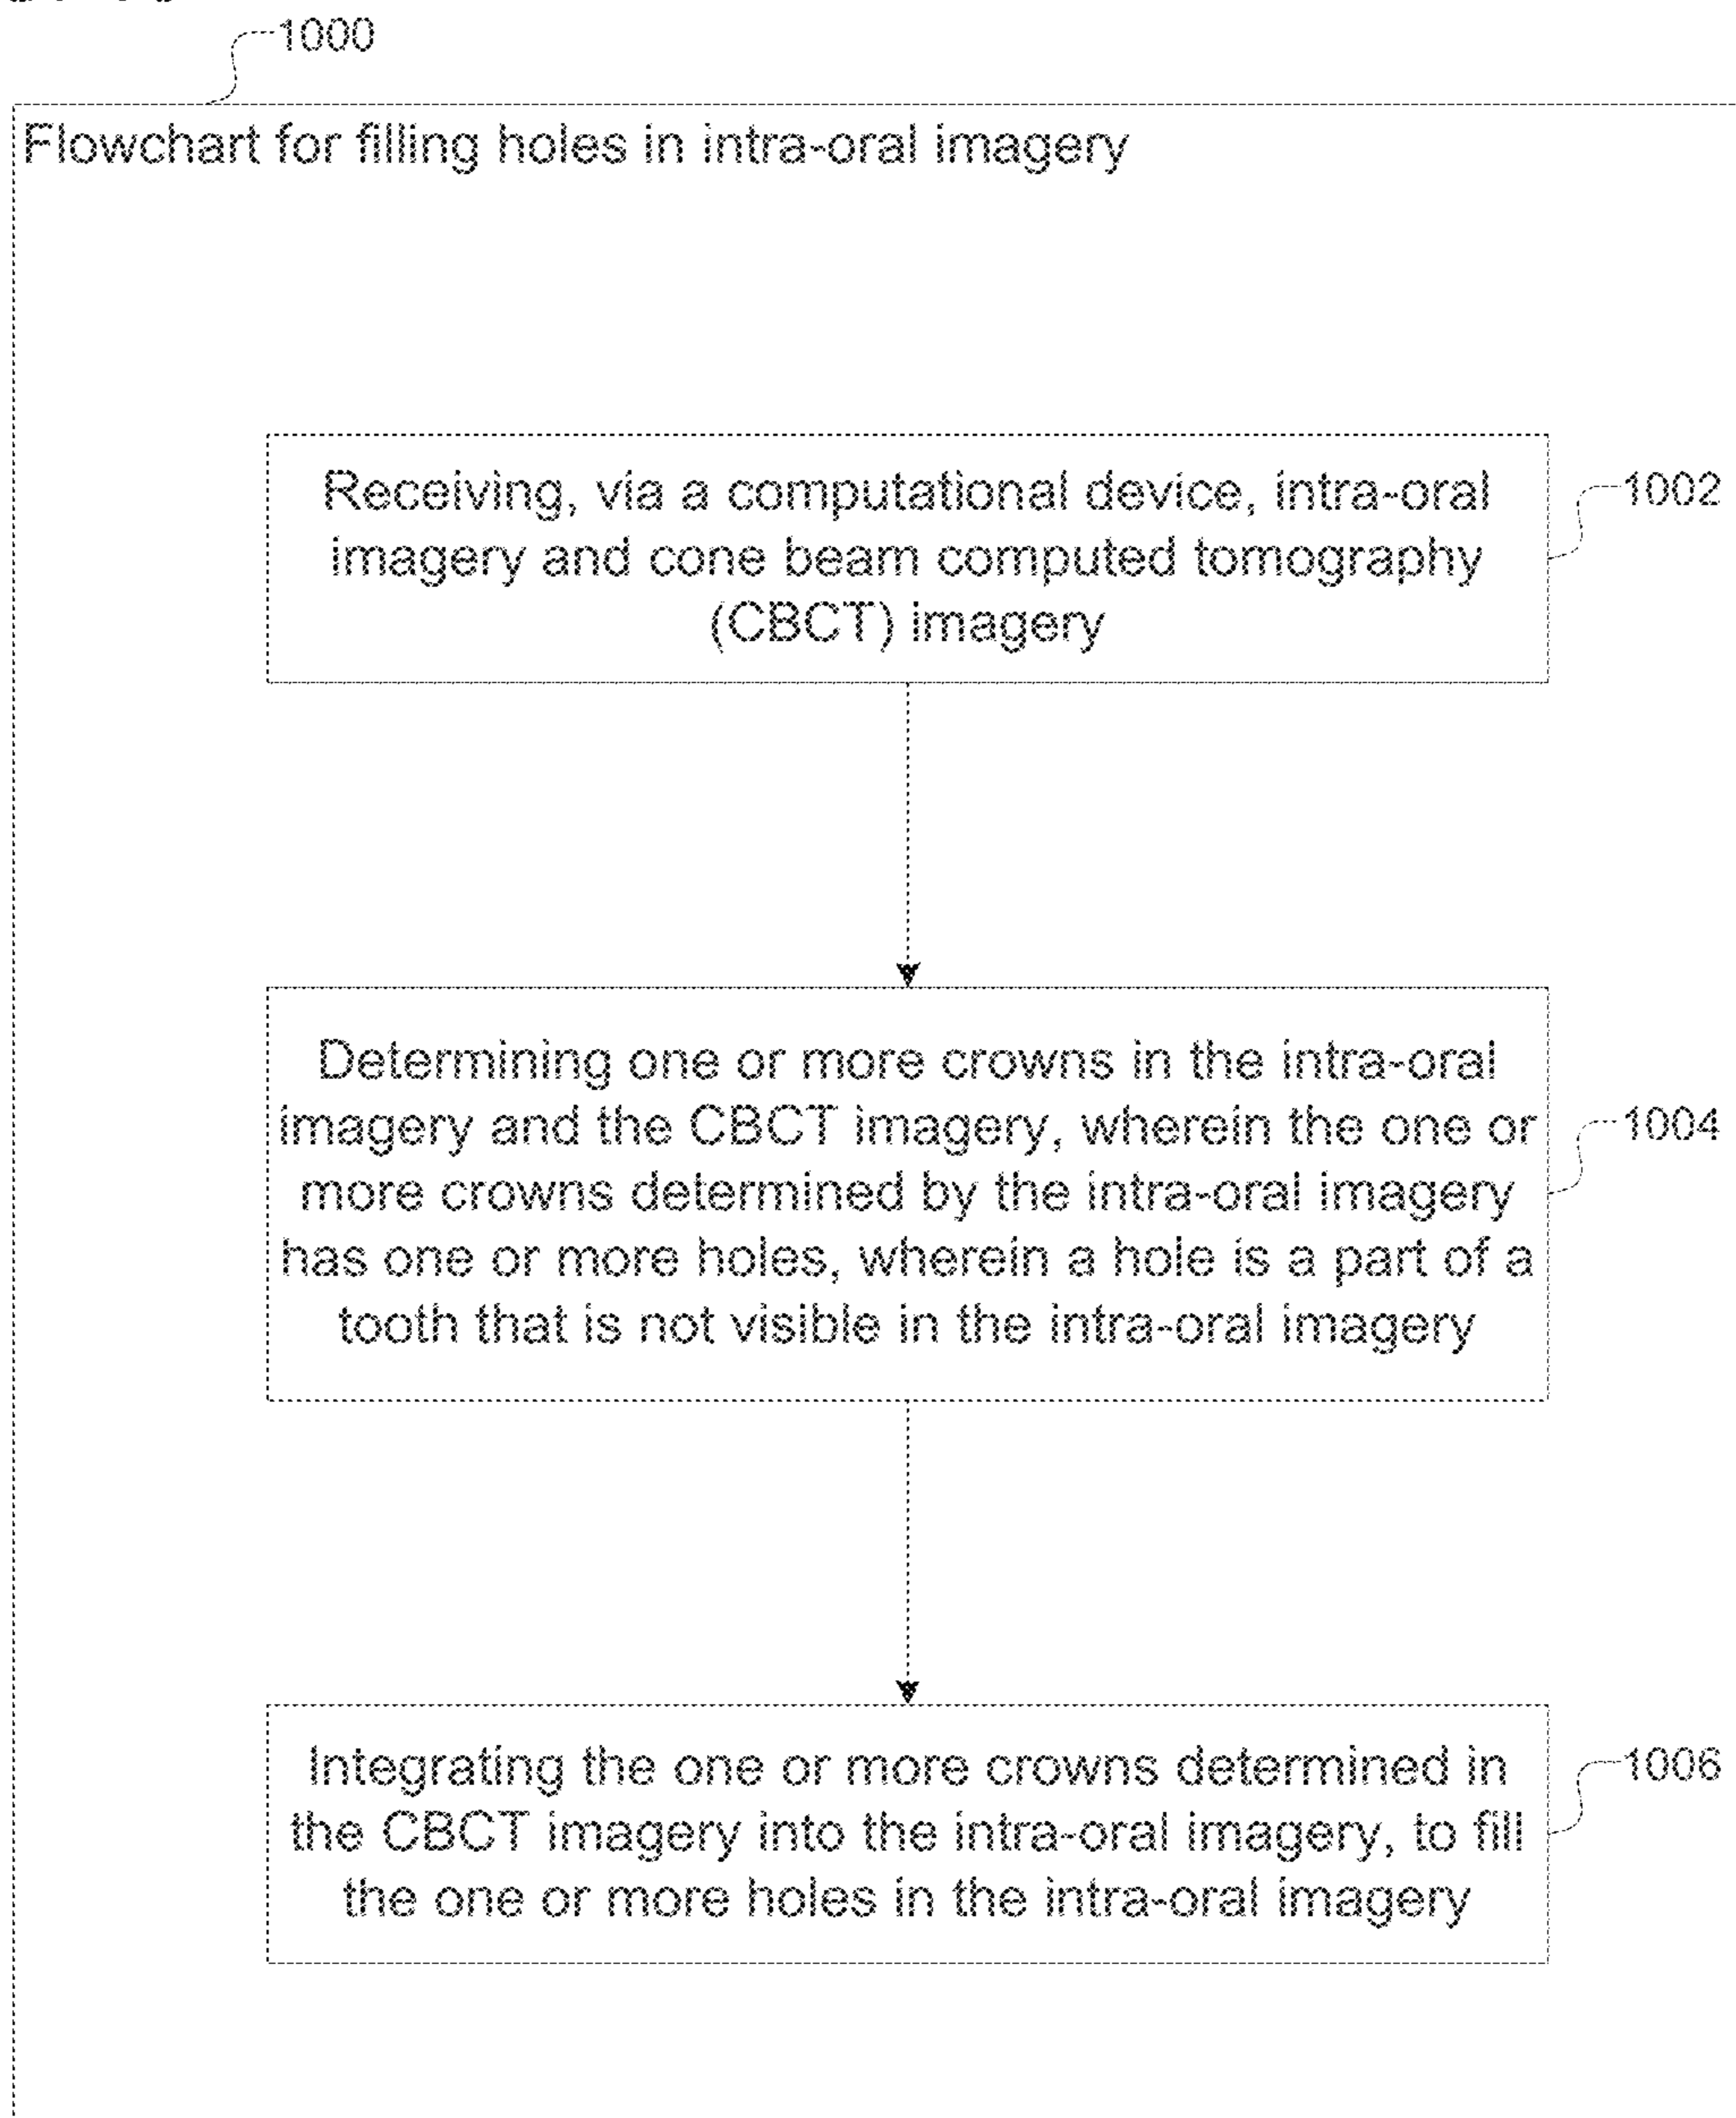 1000
Flowchart for filling holes in intra-oral imagery
Receiving, via a computational device, intra-oral
imagery and cone beam computed tomography
(CBCT) imagery
1002
Determining one or more crowns in the intra-oral
imagery and the CBCT imagery, wherein the one or
more crowns determined by the intra-oral imagery
has one or more holes, wherein a hole is a part of a
tooth that is not visible in the intra-oral imagery
1004
Integrating the one or more crowns determined in
the CBCT imagery into the intra-oral imagery, to fill
the one or more holes in the intra-oral imagery
1006